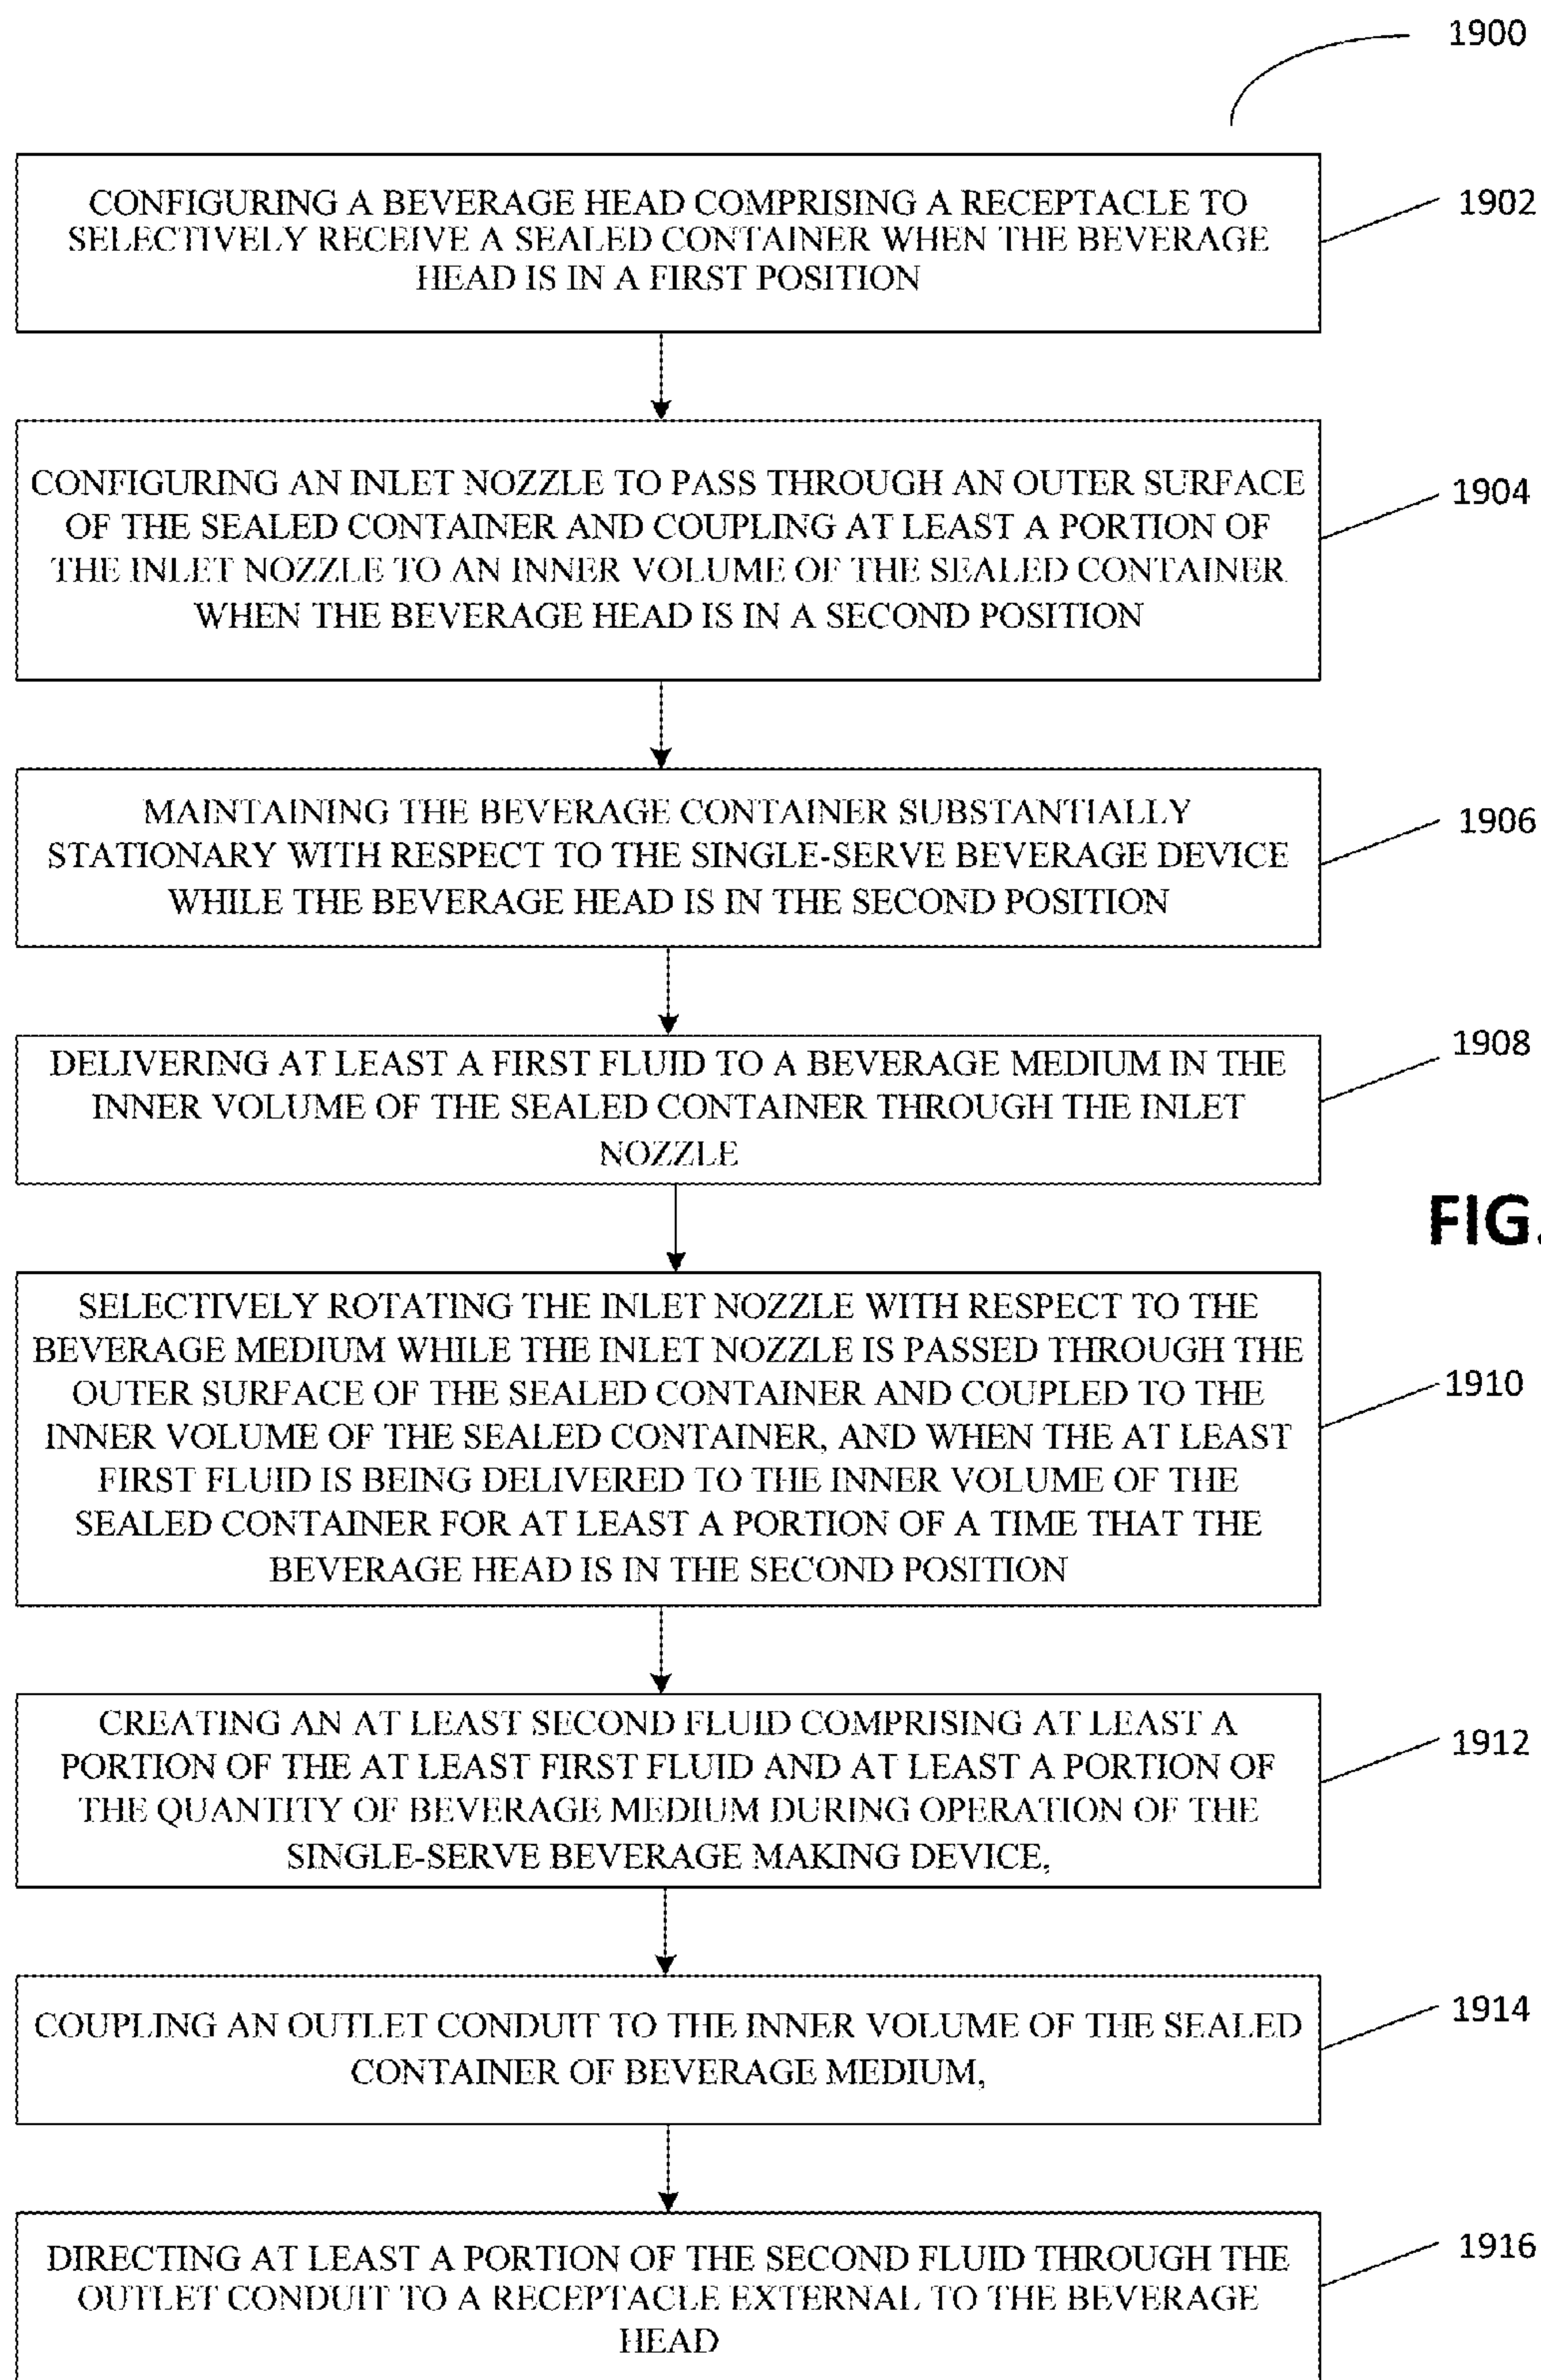 1900
CONFIGURING A BEVERAGE HEAD COMPRISING A RECEPTACLE TO
SELECTIVELY RECEIVE A SEALED CONTAINER WHEN THE BEVERAGE
HEAD IS IN A FIRST POSITION
1902
CONFIGURING AN INLET NOZZLE TO PASS THROUGH AN OUTER SURFACE
OF THE SEALED CONTAINER AND COUPLING AT LEAST A PORTION OF
THE INLET NOZZLE TO AN INNER VOLUME OF THE SEALED CONTAINER
WHEN THE BEVERAGE HEAD IS IN A SECOND POSITION
1904
MAINTAINING THE BEVERAGE CONTAINER SUBSTANTIALLY
STATIONARY WITH RESPECT TO THE SINGLE-SERVE BEVERAGE DEVICE
WHILE THE BEVERAGE HEAD IS IN THE SECOND POSITION
1906
DELIVERING AT LEAST A FIRST FLUID TO A BEVERAGE MEDIUM IN THE
INNER VOLUME OF THE SEALED CONTAINER THROUGH THE INLET
NOZZLE
1908
FIG.
SELECTIVELY ROTATING THE INLET NOZZLE WITH RESPECT TO THE
BEVERAGE MEDIUM WHILE THE INLET NOZZLE IS PASSED THROUGH THE
OUTER SURFACE OF THE SEALED CONTAINER AND COUPLED TO THE
INNER VOLUME OF THE SEALED CONTAINER, AND WHEN THE AT LEAST
FIRST FLUID IS BEING DELIVERED TO THE INNER VOLUME OF THE
SEALED CONTAINER FOR AT LEAST A PORTION OF A TIME THAT THE
BEVERAGE HEAD IS IN THE SECOND POSITION
1910
CREATING AN AT LEAST SECOND FLUID COMPRISING AT LEAST A
PORTION OF THE AT LEAST FIRST FLUID AND AT LEAST A PORTION OF
THE QUANTITY OF BEVERAGE MEDIUM DURING OPERATION OF THE
SINGLE-SERVE BEVERAGE MAKING DEVICE,
1912
COUPLING AN OUTLET CONDUIT TO THE INNER VOLUME OF THE SEALED
CONTAINER OF BEVERAGE MEDIUM,
1914
DIRECTING AT LEAST A PORTION OF THE SECOND FLUID THROUGH THE
OUTLET CONDUIT TO A RECEPTACLE EXTERNAL TO THE BEVERAGE
HEAD
1916